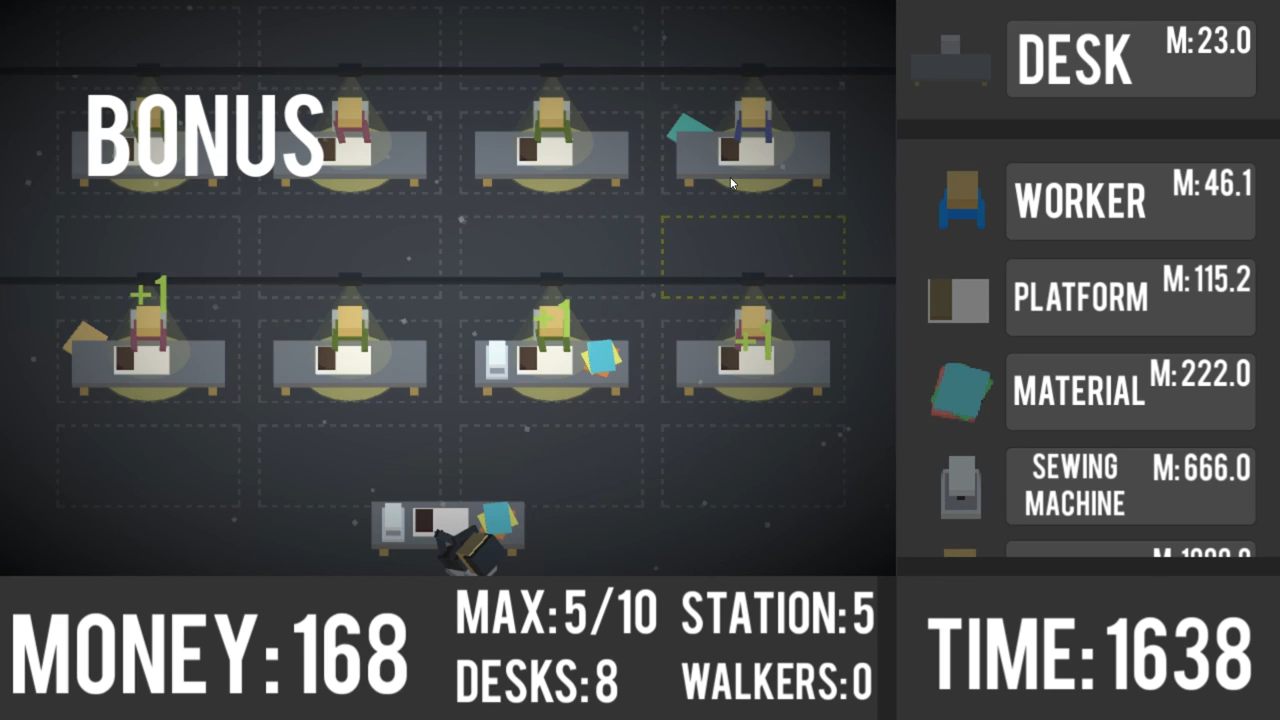 BONUS
+1
+1
+1
DESK M:23.0
WORKER M:46.1
PLATFORM M:115.2
MATERIAL M:222.0
SEWING MACHINE M:666.0
MONEY:168
MAX:5/10
STATION:5
DESKS:8
WALKERS:0
TIME:1638